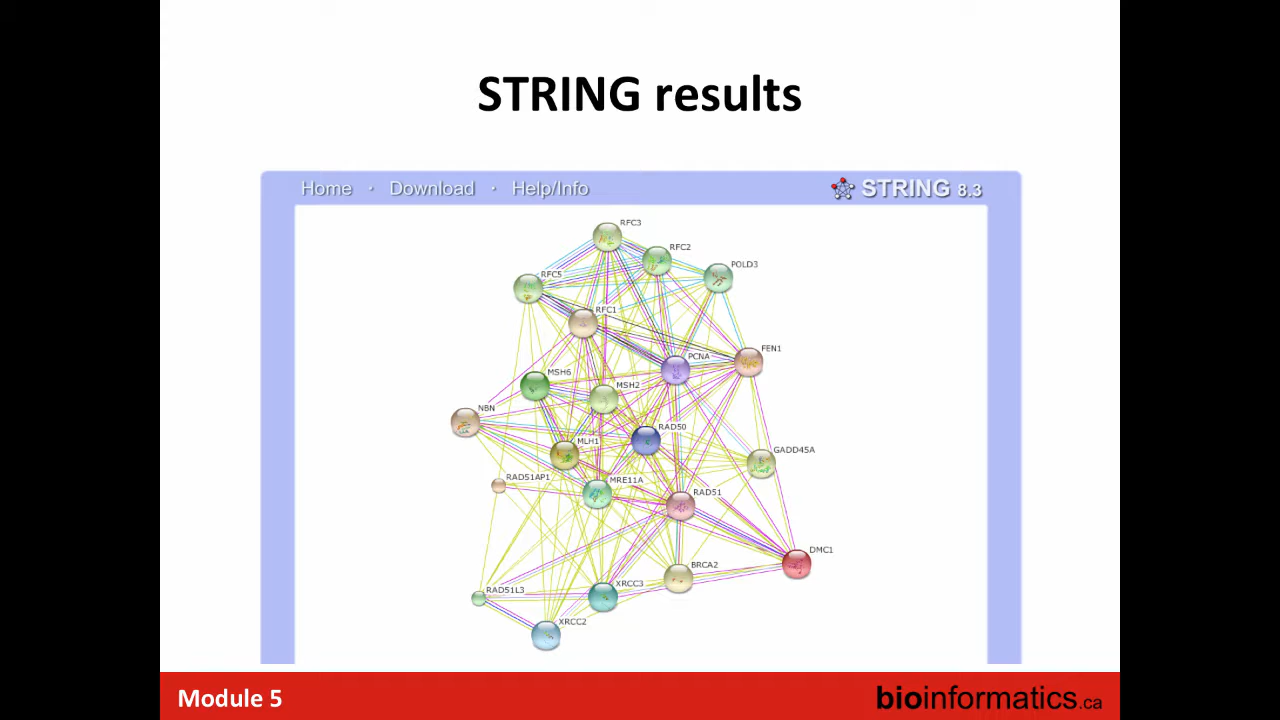 STRING results
Home · Download · Help/Info
STRING 8.3
RFC3
RFC2
POLD3
RFC5
RFC1
FEN1
PCNA
MSH6
MSH2
NBN
RAD50
MLH1
GADD45A
RAD51AP1
MRE11A
RAD51
DMC1
BRCA2
XRCC3
RAD51L3
XRCC2
Module 5
bioinformatics.ca